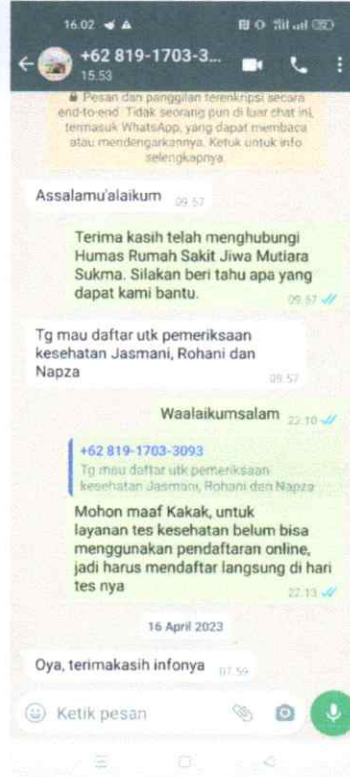 16.02
+62 819-1703-3...
15.53
Pesan dan panggilan terenkripsi secara
end-to-end. Tidak seorang pun di luar chat ini,
termasuk WhatsApp, yang dapat membaca
atau mendengarkannya. Ketuk untuk info
selengkapnya.
Assalamu'alaikum 09.57
Terima kasih telah menghubungi
Humas Rumah Sakit Jiwa Mutiara
Sukma. Silakan beri tahu apa yang
dapat kami bantu. 09.57
Tg mau daftar utk pemeriksaan
kesehatan Jasmani, Rohani dan
Napza 09.57
Waalaikumsalam 22.10
+62 819-1703-3093
Tg mau daftar utk pemeriksaan
kesehatan Jasmani, Rohani dan Napza
Mohon maaf Kakak, untuk
layanan tes kesehatan belum bisa
menggunakan pendaftaran online,
jadi harus mendaftar langsung di hari
tes nya 22.13
16 April 2023
Oya, terimakasih infonya 07.59
Ketik pesan